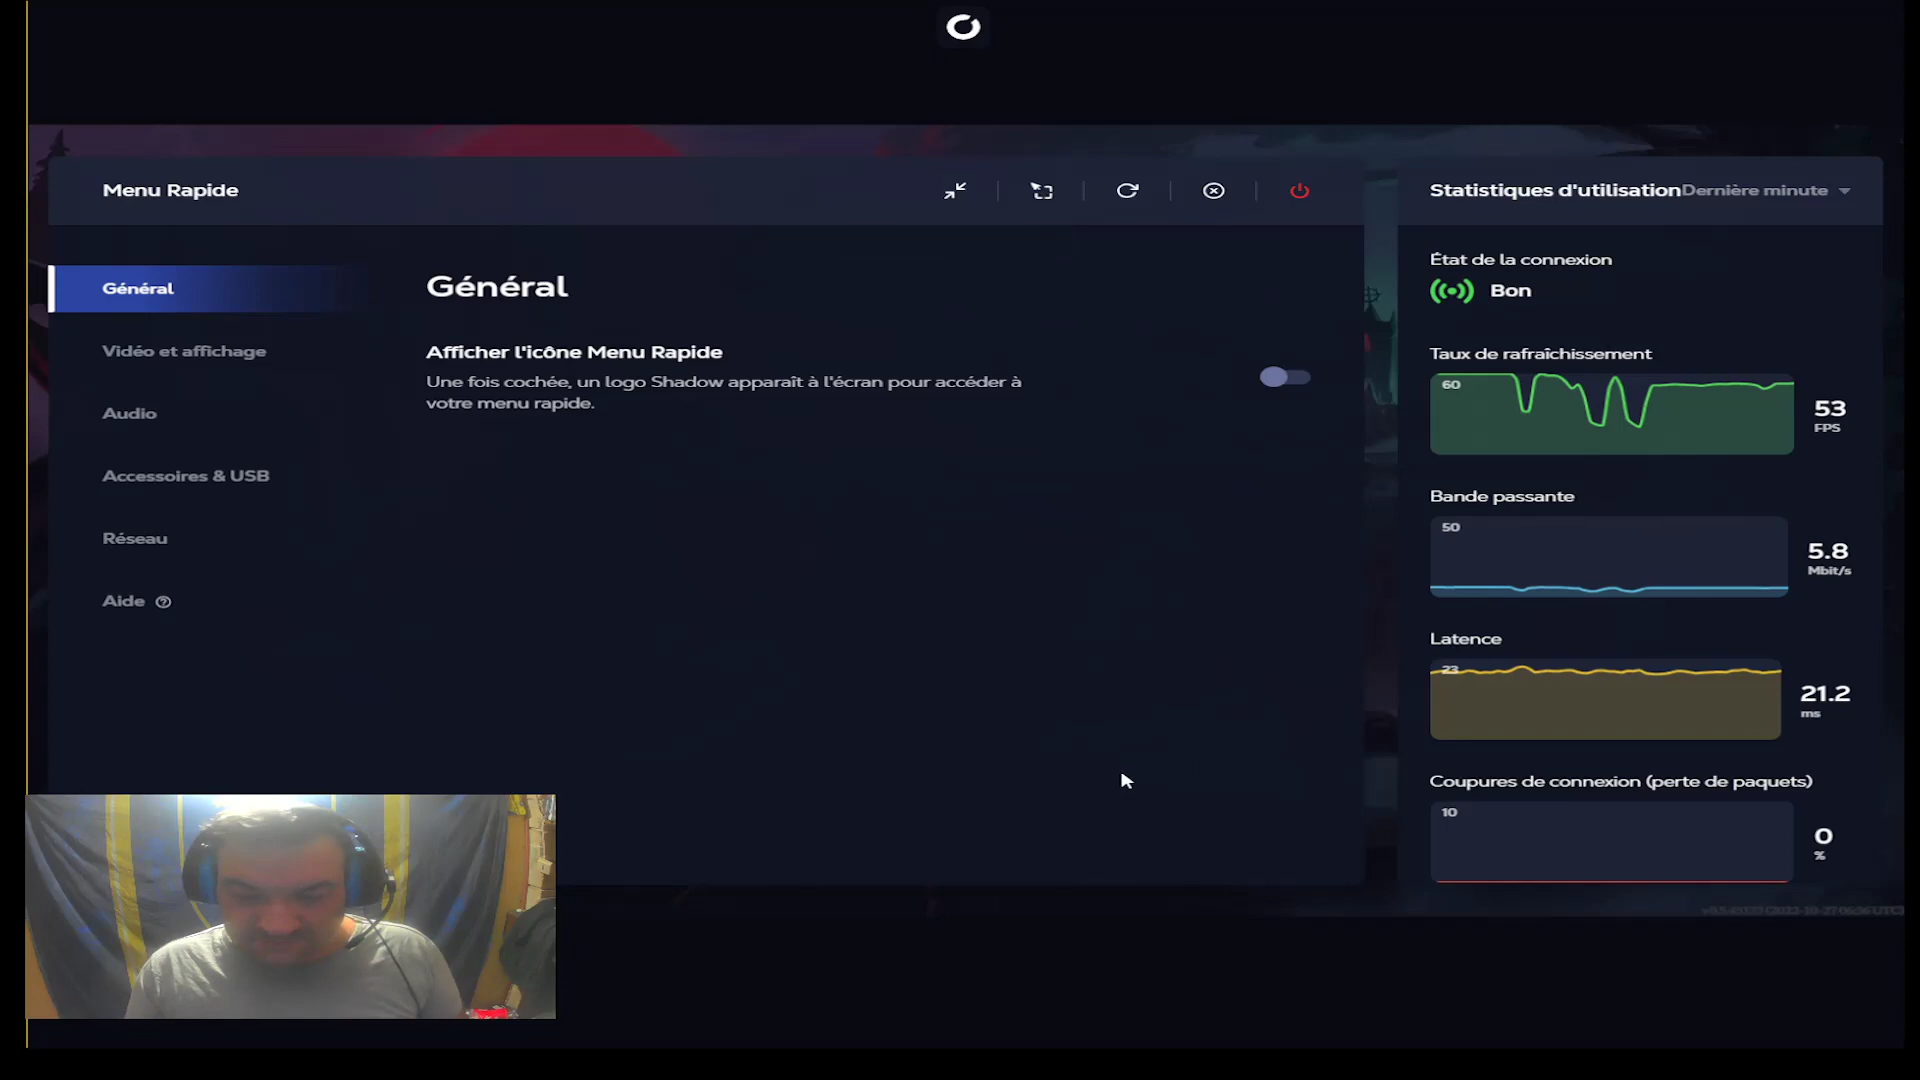 Menu Rapide
Général
Vidéo et affichage
Audio
Accessoires & USB
Réseau
Aide
Général
Afficher l'icône Menu Rapide
Une fois cochée, un logo Shadow apparaît à l'écran pour accéder à
votre menu rapide.
Statistiques d'utilisation Dernière minute
État de la connexion
Bon
Taux de rafraîchissement
60
53
FPS
Bande passante
50
5.8
Mbit/s
Latence
23
21.2
ms
Coupures de connexion (perte de paquets)
10
0
%